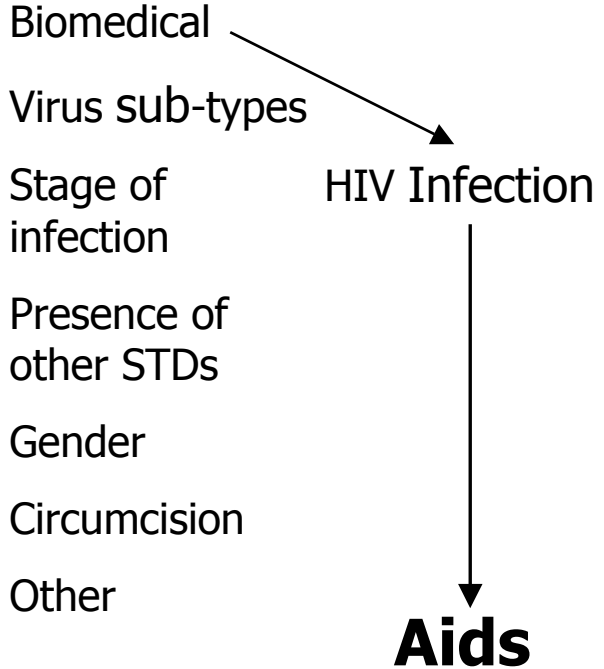 Biomedical
Virus sub-types
Stage of
infection
HIV Infection
Presence of
other STDs
Gender
Circumcision
Other
Aids